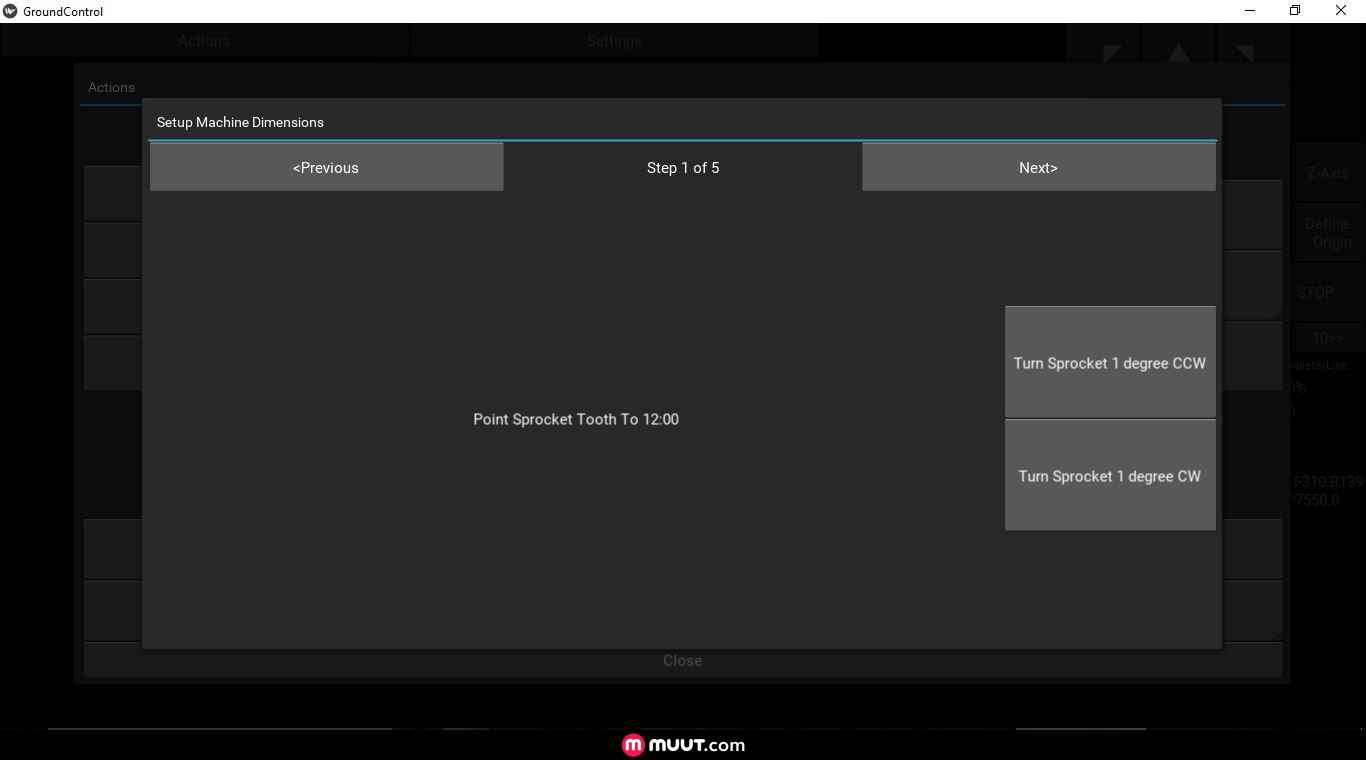 GroundControl
Actions
Settings
Actions
Setup Machine Dimensions
<Previous
Step 1 of 5
Next>
Z-Axis
Define
Origin
STOP
10>>
Turn Sprocket 1 degree CCW
Point Sprocket Tooth To 12:00
Turn Sprocket 1 degree CW
F310 R139
7550.0
Close
m muut.com